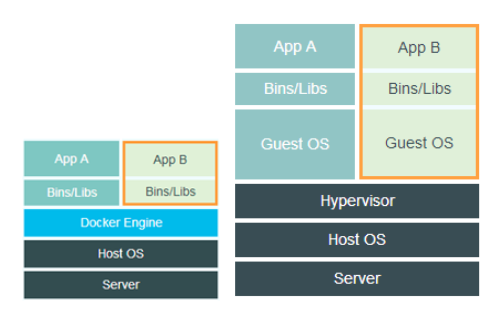 App A
App B
Bins/Libs
Bins/Libs
Docker Engine
Host OS
Server
App A
App B
Bins/Libs
Bins/Libs
Guest OS
Guest OS
Hypervisor
Host OS
Server